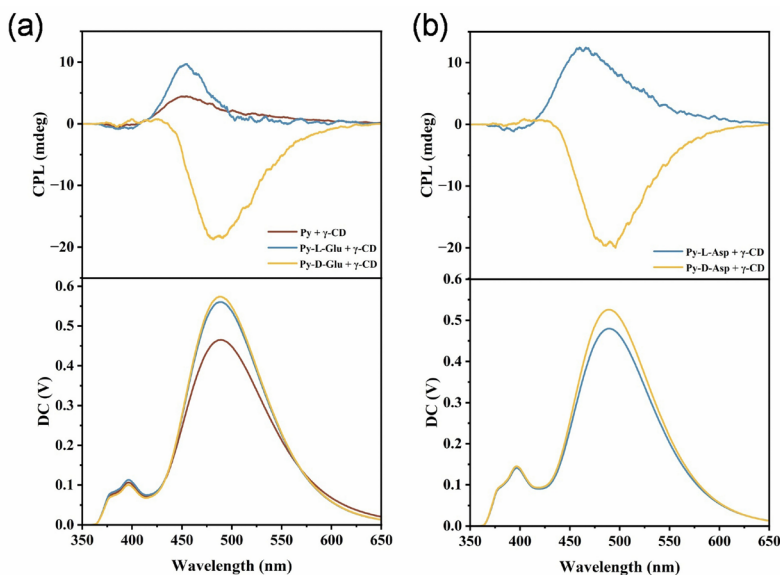 (a)
CPL (mdeg)
10
0
−10
−20
Py + γ-CD
Py-L-Glu + γ-CD
Py-D-Glu + γ-CD
DC (V)
0.6
0.5
0.4
0.3
0.2
0.1
0.0
350 400 450 500 550 600 650
Wavelength (nm)
(b)
CPL (mdeg)
10
0
−10
−20
Py-L-Asp + γ-CD
Py-D-Asp + γ-CD
DC (V)
0.6
0.5
0.4
0.3
0.2
0.1
0.0
350 400 450 500 550 600 650
Wavelength (nm)